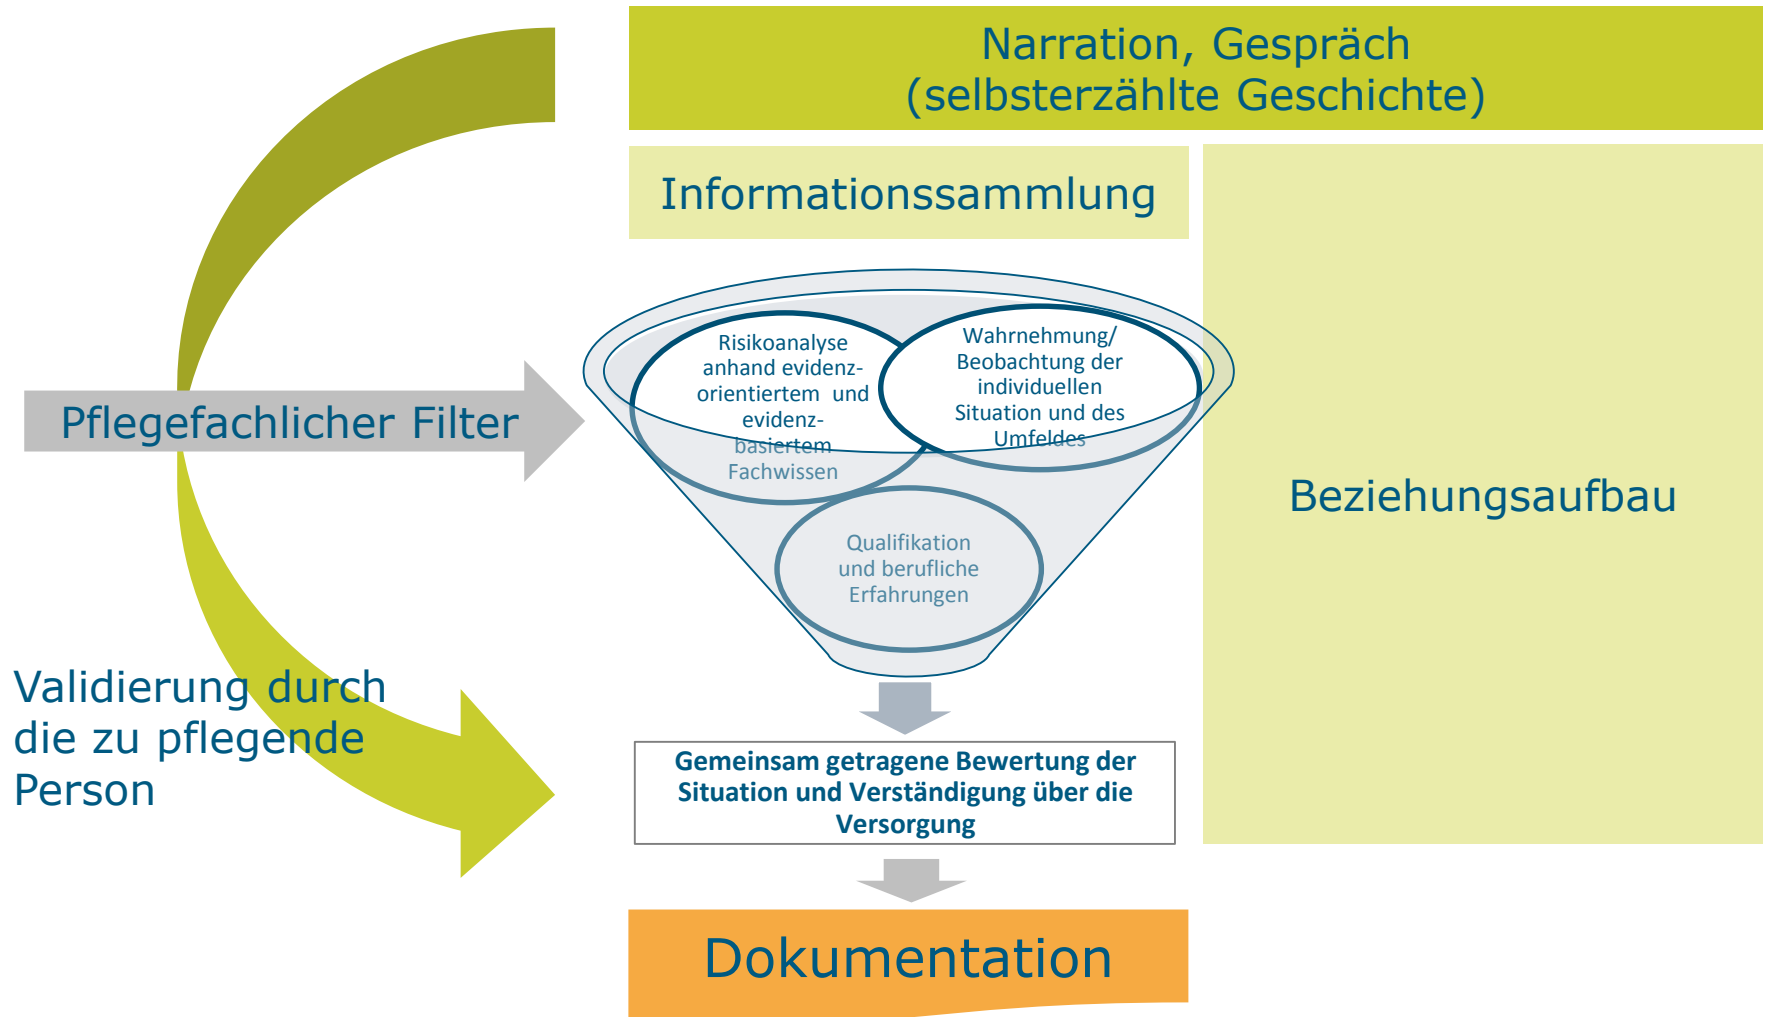 Narration, Gespräch
(selbsterzählte Geschichte)
Informationssammlung
Risikoanalyse
anhand evidenz-
orientiertem und
evidenz-
basiertem
Fachwissen
Wahrnehmung/
Beobachtung der
individuellen
Situation und des
Umfeldes
Pflegefachlicher Filter
Beziehungsaufbau
Qualifikation
und berufliche
Erfahrungen
Validierung durch
die zu pflegende
Person
Gemeinsam getragene Bewertung der
Situation und Verständigung über die
Versorgung
Dokumentation